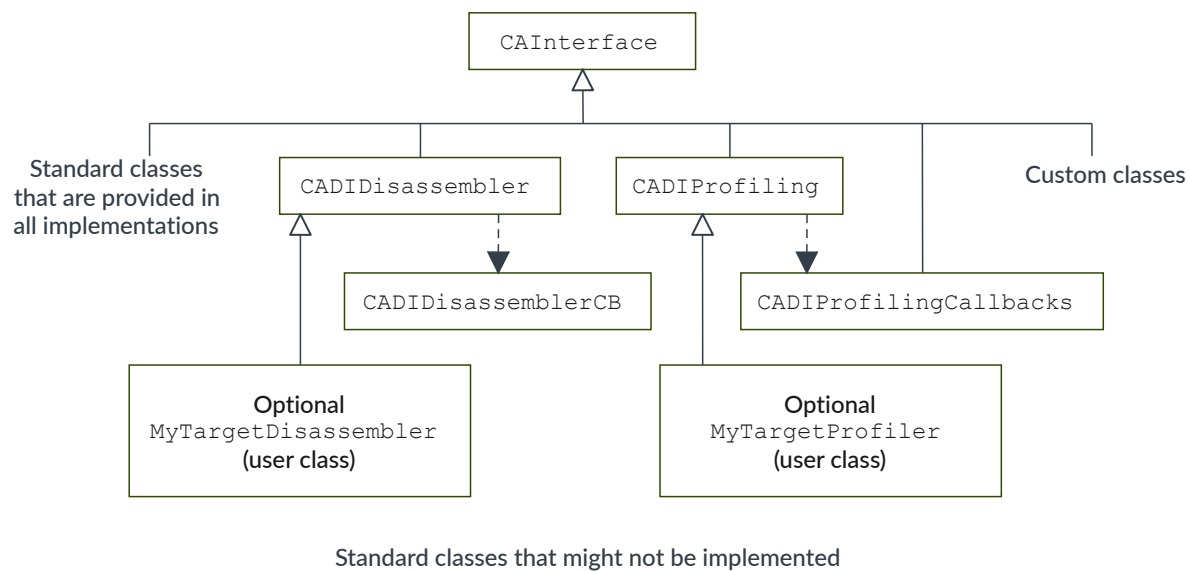 CAInterface
Standard classes
that are provided in
all implementations
CADIDisassembler
CADIProfiling
Custom classes
CADIDisassemblerCB
CADIProfilingCallbacks
Optional
MyTargetDisassembler
(user class)
Optional
MyTargetProfiler
(user class)
Standard classes that might not be implemented